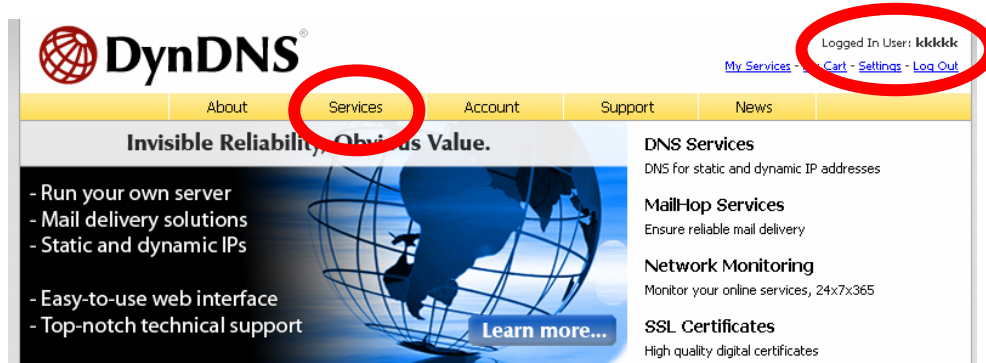 DynDNS®
Logged In User: kkkkk
My Services - My Cart - Settings - Log Out
About Services Account Support News
Invisible Reliability, Obvious Value.
- Run your own server
- Mail delivery solutions
- Static and dynamic IPs
- Easy-to-use web interface
- Top-notch technical support
Learn more...
DNS Services
DNS for static and dynamic IP addresses
MailHop Services
Ensure reliable mail delivery
Network Monitoring
Monitor your online services, 24x7x365
SSL Certificates
High quality digital certificates